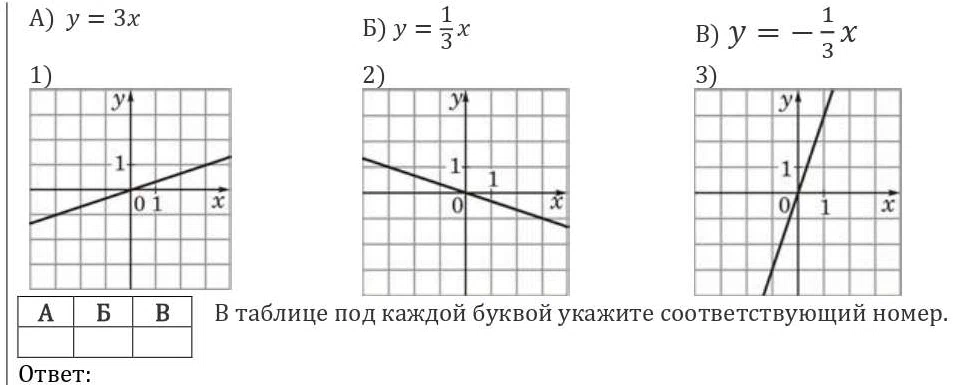 А) y = 3x
Б) y = 1/3 x
В) y = − 1/3 x
1)
2)
3)
y 1 0 1 x
y 1 1 0 x
y 1 0 1 x
А Б В
В таблице под каждой буквой укажите соответствующий номер.
Ответ: